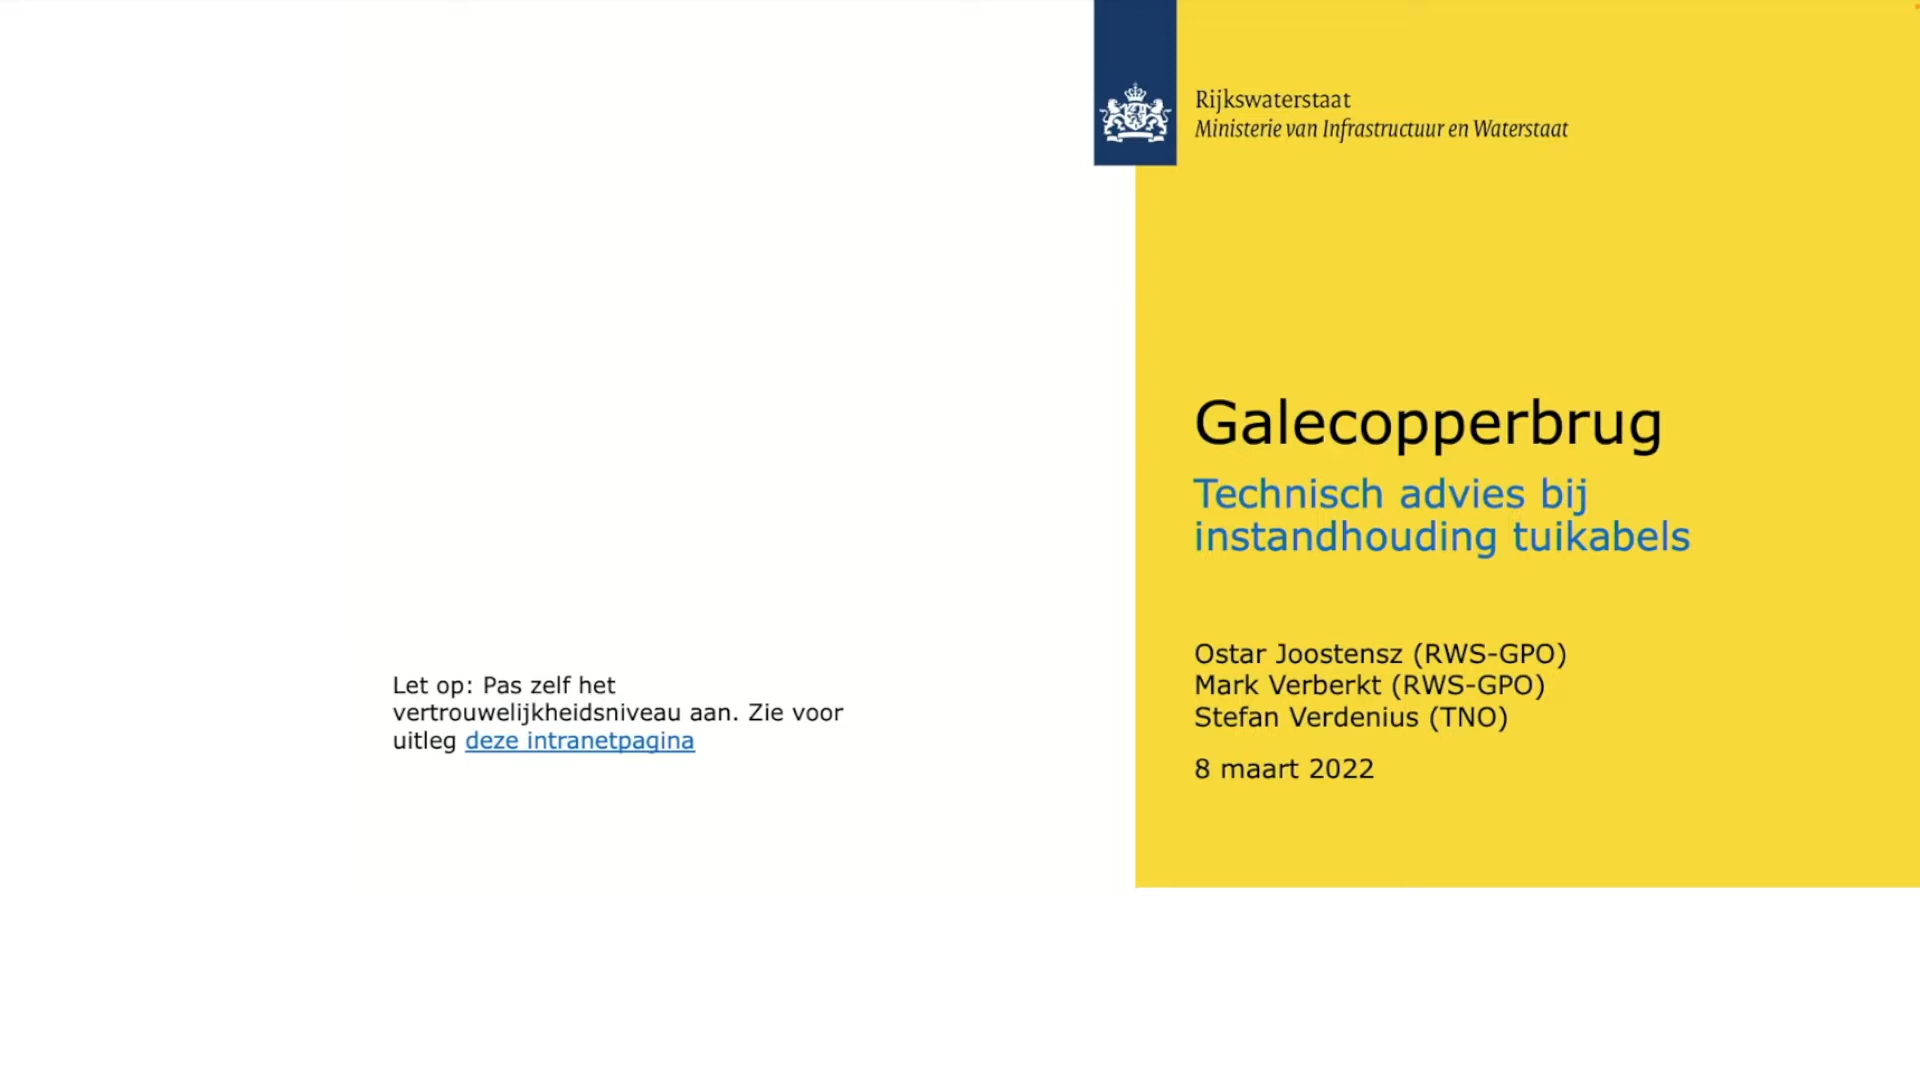 Rijkswaterstaat
Ministerie van Infrastructuur en Waterstaat
Galecopperbrug
Technisch advies bij
instandhouding tuikabels
Ostar Joostensz (RWS-GPO)
Mark Verberkt (RWS-GPO)
Stefan Verdenius (TNO)
8 maart 2022
Let op: Pas zelf het
vertrouwelijkheidsniveau aan. Zie voor
uitleg deze intranetpagina